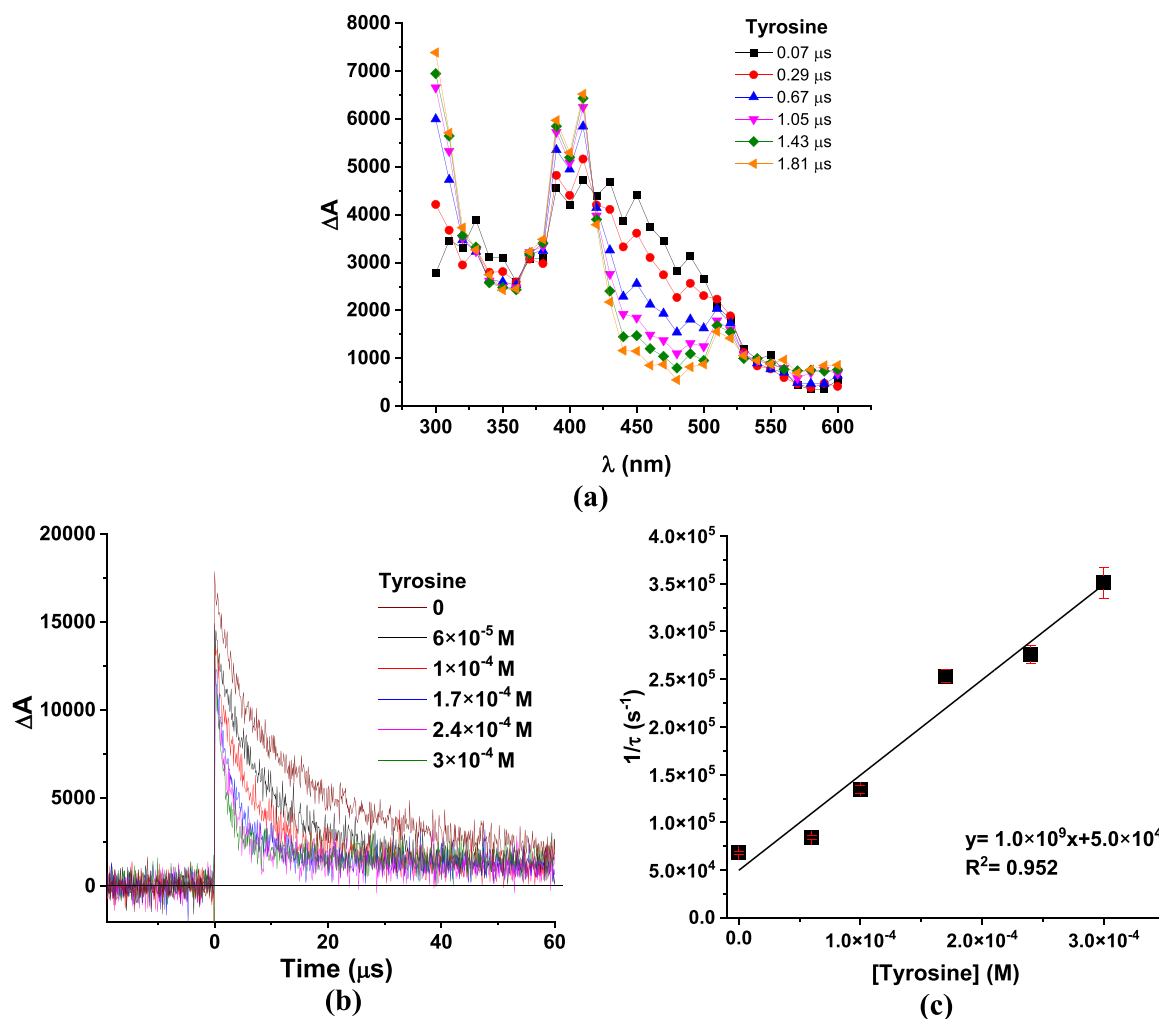 Tyrosine
0.07 μs
0.29 μs
0.67 μs
1.05 μs
1.43 μs
1.81 μs
8000
7000
6000
5000
4000
3000
2000
1000
0
ΔA
300 350 400 450 500 550 600
λ (nm)
(a)
20000
15000
10000
5000
0
ΔA
Tyrosine
0
6×10⁻⁵ M
1×10⁻⁴ M
1.7×10⁻⁴ M
2.4×10⁻⁴ M
3×10⁻⁴ M
0 20 40 60
Time (μs)
(b)
4.0×10⁵
3.5×10⁵
3.0×10⁵
2.5×10⁵
2.0×10⁵
1.5×10⁵
1.0×10⁵
5.0×10⁴
0.0
1/τ (s⁻¹)
y= 1.0×10⁹x+5.0×10⁴
R²= 0.952
0.0 1.0×10⁻⁴ 2.0×10⁻⁴ 3.0×10⁻⁴
[Tyrosine] (M)
(c)